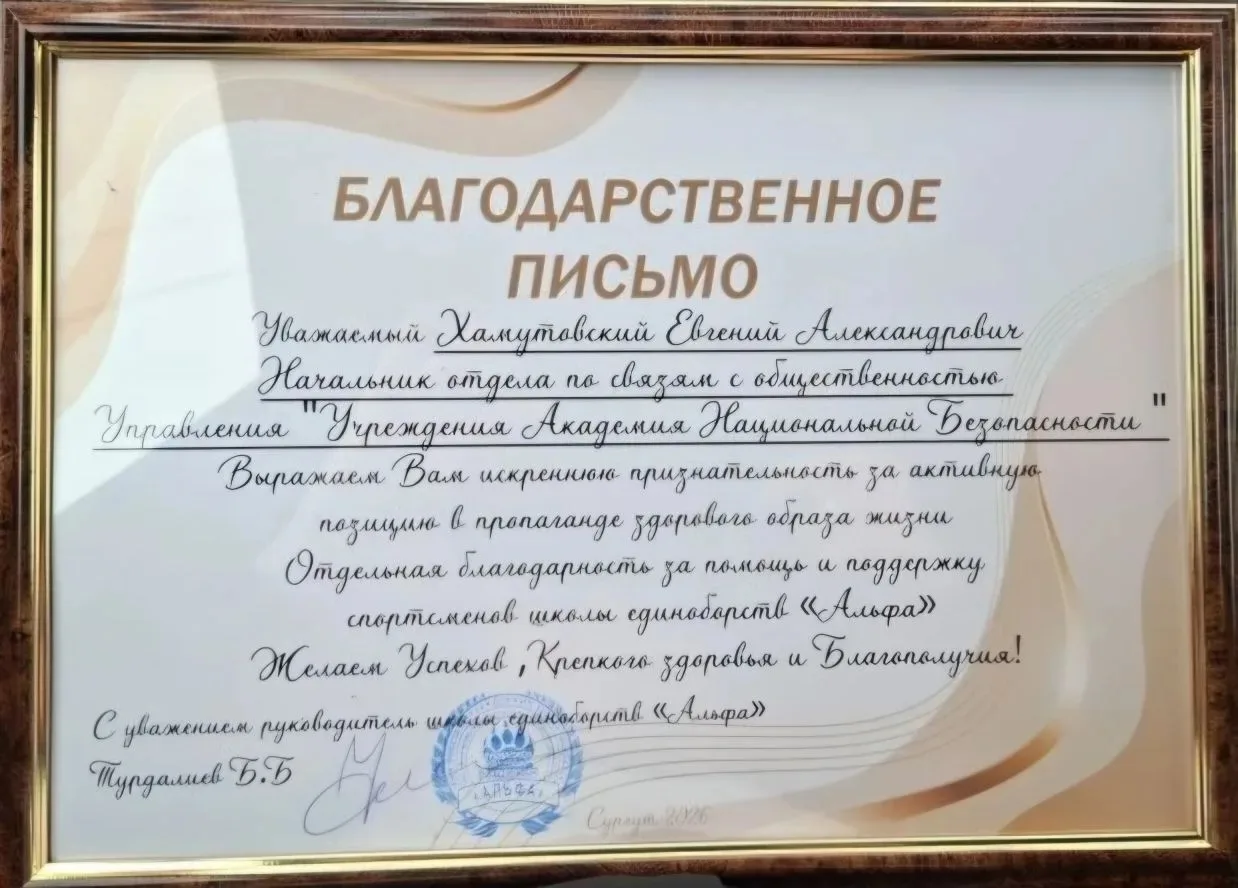 БЛАГОДАРСТВЕННОЕ
ПИСЬМО
Уважаемый Хамутовский Евгений Александрович
Начальник отдела по связям с общественностью
Управления "Учреждения Академия Национальной Безопасности "
Выражаем Вам искреннюю признательность за активную
позицию в пропаганде здорового образа жизни
Отдельная благодарность за помощь и поддержку
спортсменов школы единоборств «Альфа»
Желаем Успехов ,Крепкого здоровья и Благополучия!
С уважением руководитель школы единоборств «Альфа»
Турдалиев Б.Б
АЛЬФА
Сургут 2026